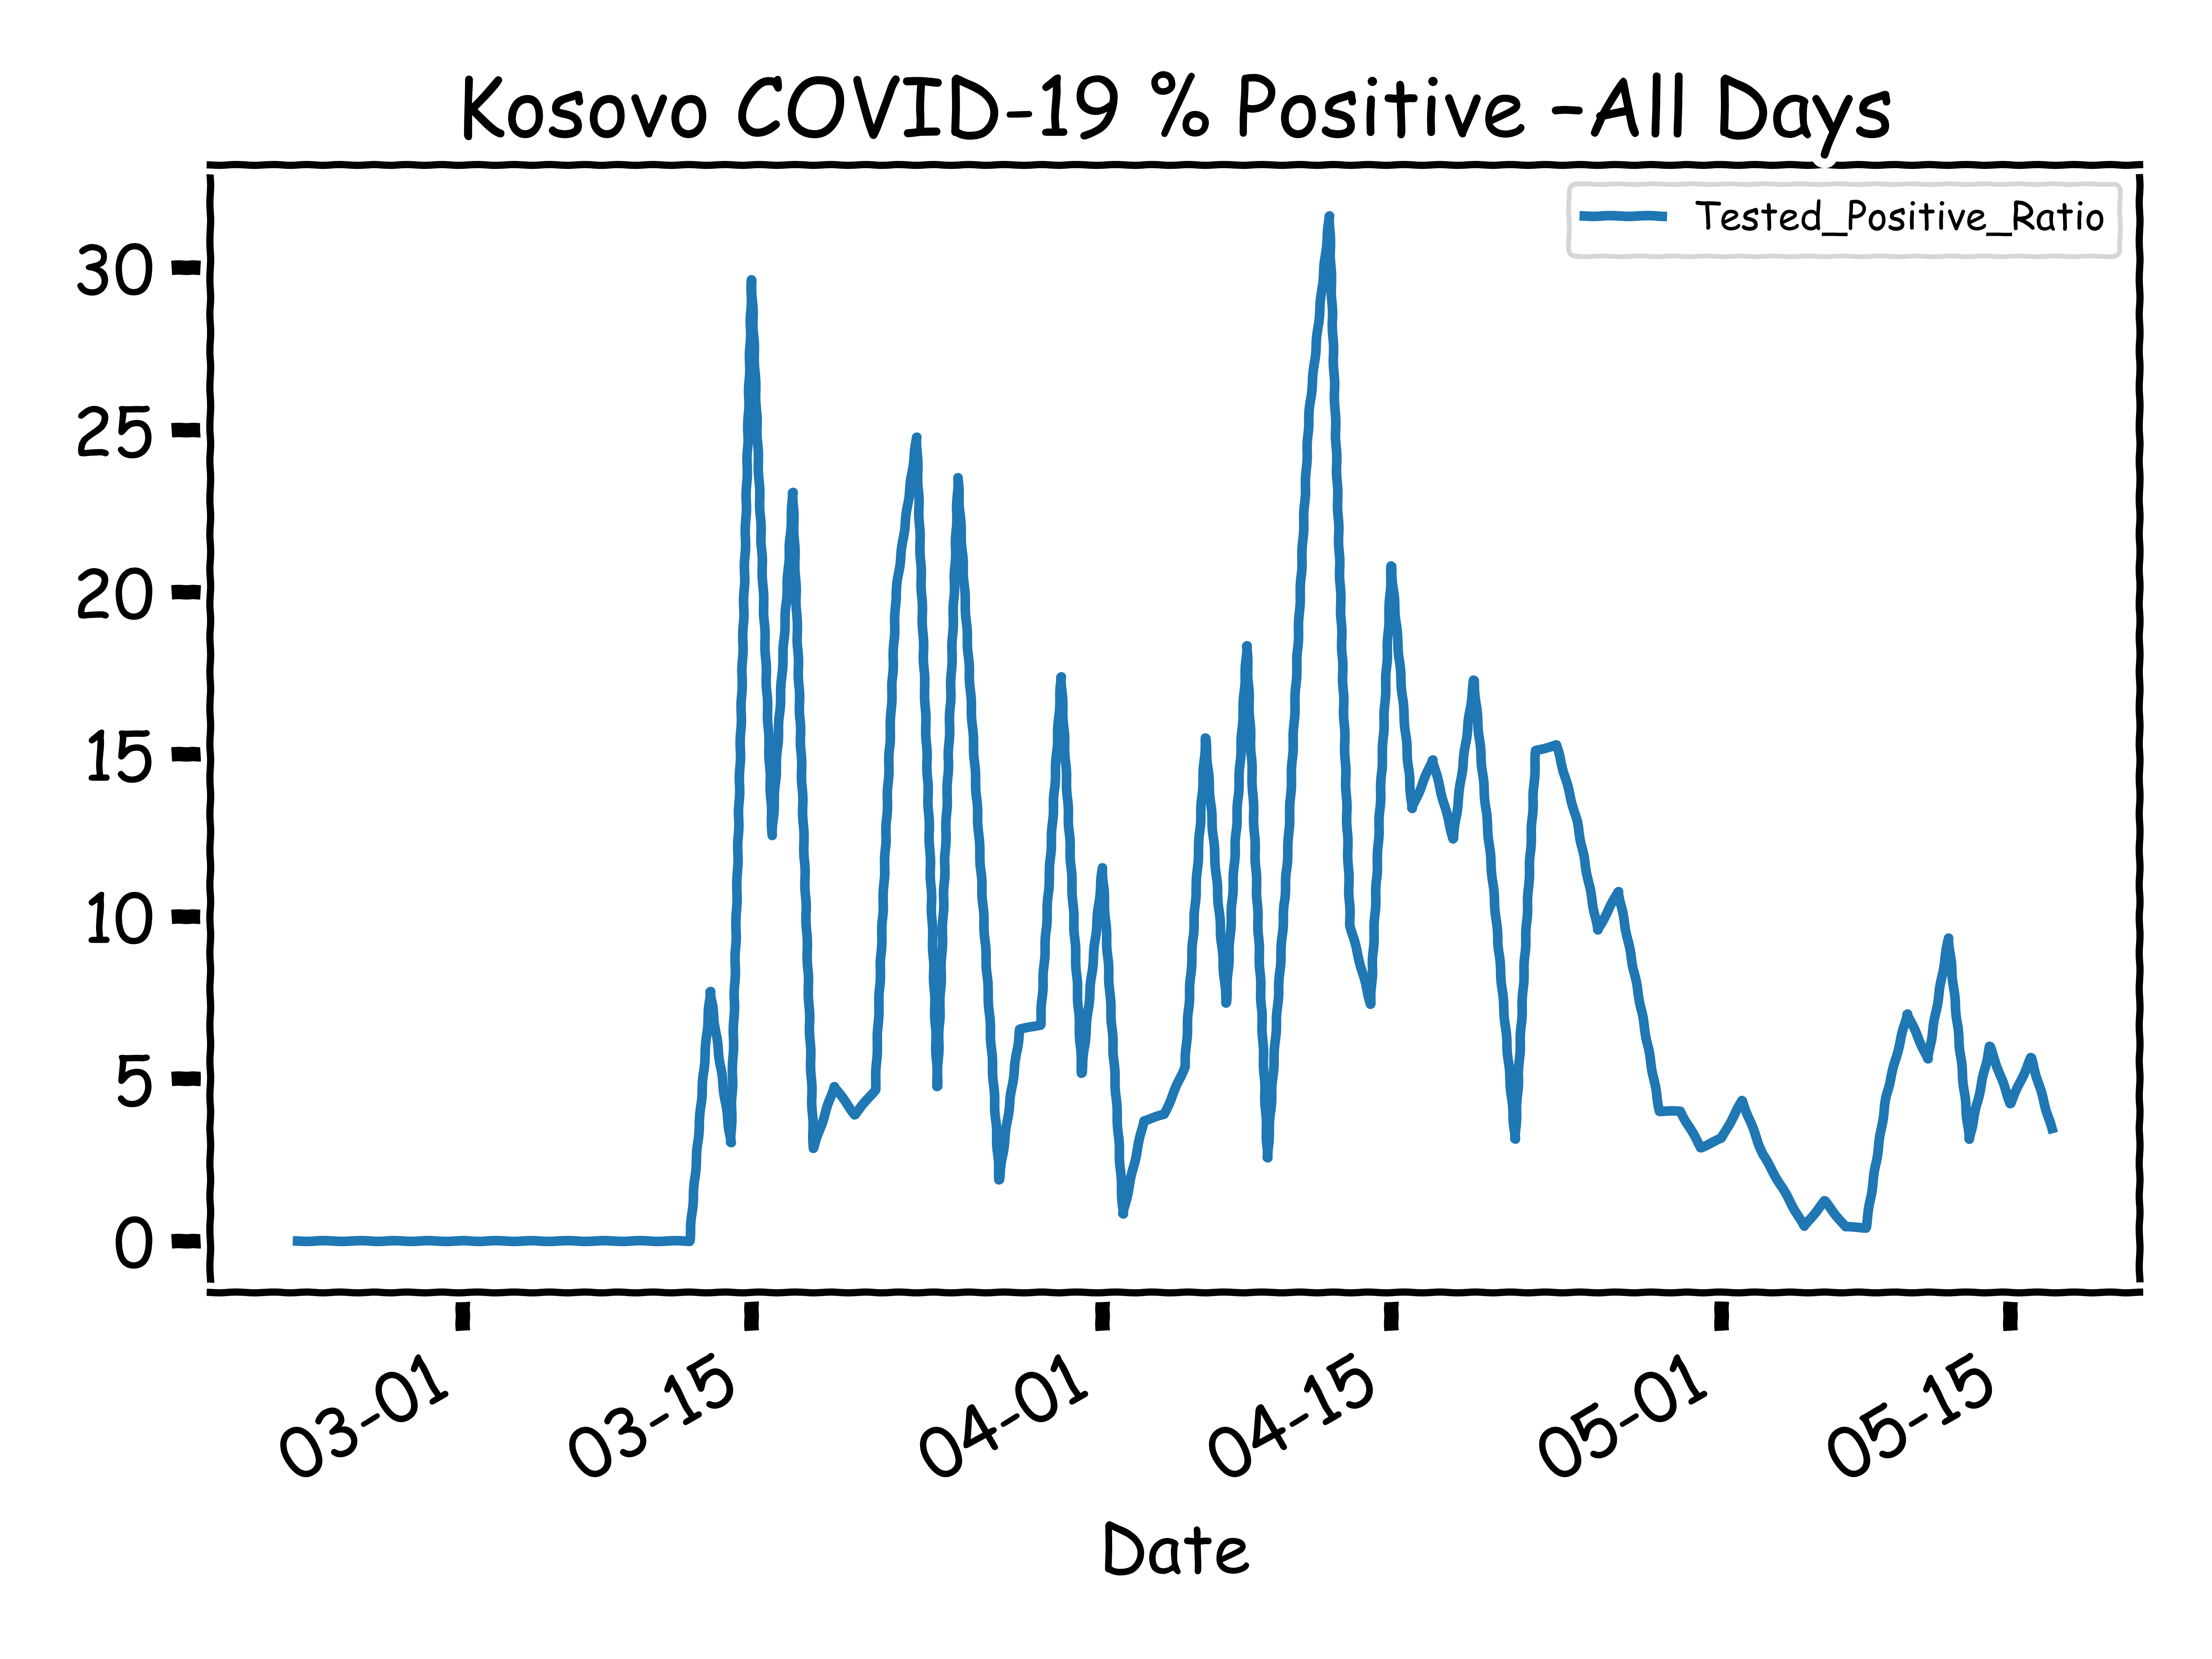 Kosovo COVID-19 % Positive - All Days
Tested_Positive_Ratio
30
25
20
15
10
5
0
03-01 03-15 04-01 04-15 05-01 05-15
Date